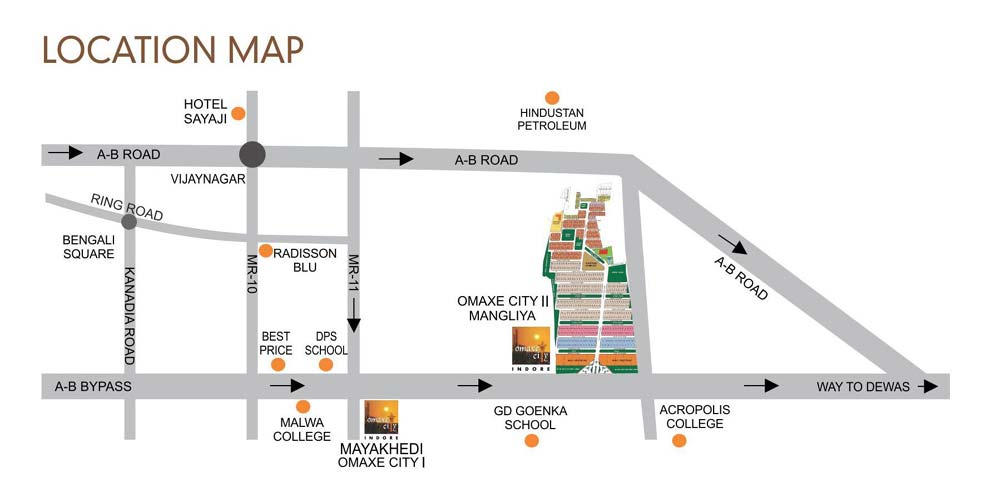 LOCATION MAP
HOTEL
SAYAJI
HINDUSTAN
PETROLEUM
A-B ROAD
A-B ROAD
VIJAYNAGAR
RING ROAD
BENGALI
SQUARE
RADISSON
BLU
MR-10
MR-11
KANADIA ROAD
A-B ROAD
OMAXE CITY II
MANGLIYA
omaxe
city
INDORE
BEST
PRICE
DPS
SCHOOL
A-B BYPASS
WAY TO DEWAS
MALWA
COLLEGE
omaxe
city
INDORE
MAYAKHEDI
OMAXE CITY I
GD GOENKA
SCHOOL
ACROPOLIS
COLLEGE